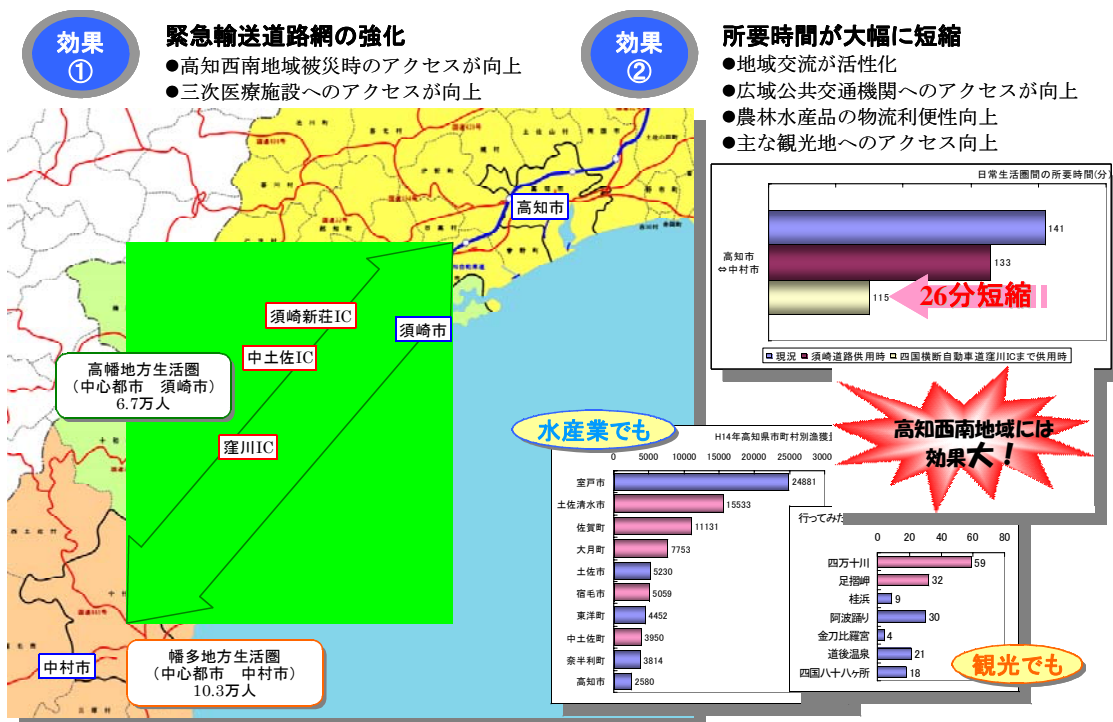 効果
①
緊急輸送道路網の強化
●高知西南地域被災時のアクセスが向上
●三次医療施設へのアクセスが向上
効果
②
所要時間が大幅に短縮
●地域交流が活性化
●広域公共交通機関へのアクセスが向上
●農林水産品の物流利便性向上
●主な観光地へのアクセス向上
高知市
須崎新荘IC
須崎市
中土佐IC
高幡地方生活圏
(中心都市 須崎市)
6.7万人
窪川IC
中村市
幡多地方生活圏
(中心都市 中村市)
10.3万人
日常生活圏間の所要時間(分)
高知市
⇔中村市
141
133
115
26分短縮
現況 須崎道路供用時 四国横断自動車道窪川ICまで供用時
高知西南地域には
効果大!
水産業でも
H14年高知県市町村別漁獲量
0 5000 10000 15000 20000 25000 3000
室戸市 24881
土佐清水市 15533
佐賀町 11131
大月町 7753
土佐市 5230
宿毛市 5059
東洋町 4452
中土佐町 3950
奈半利町 3814
高知市 2580
行ってみた
0 20 40 60 80
四万十川 59
足摺岬 32
桂浜 9
阿波踊り 30
金刀比羅宮 4
道後温泉 21
四国八十八ヶ所 18
観光でも